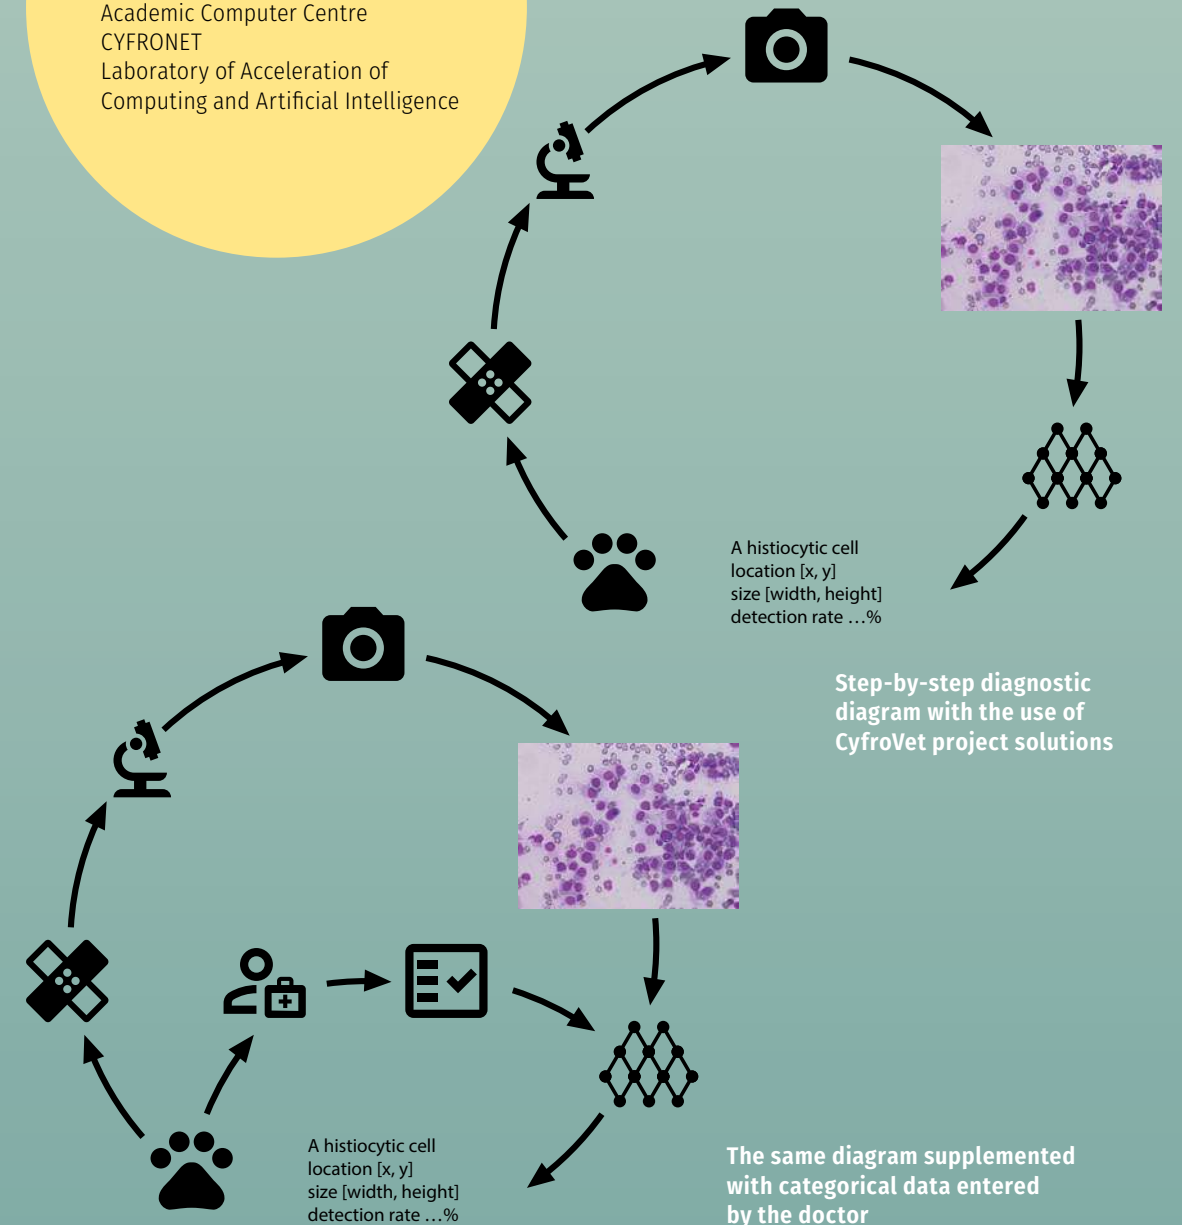 Academic Computer Centre
CYFRONET
Laboratory of Acceleration of
Computing and Artificial Intelligence
A histiocytic cell
location [x, y]
size [width, height]
detection rate …%
Step-by-step diagnostic
diagram with the use of
CyfroVet project solutions
A histiocytic cell
location [x, y]
size [width, height]
detection rate …%
The same diagram supplemented
with categorical data entered
by the doctor